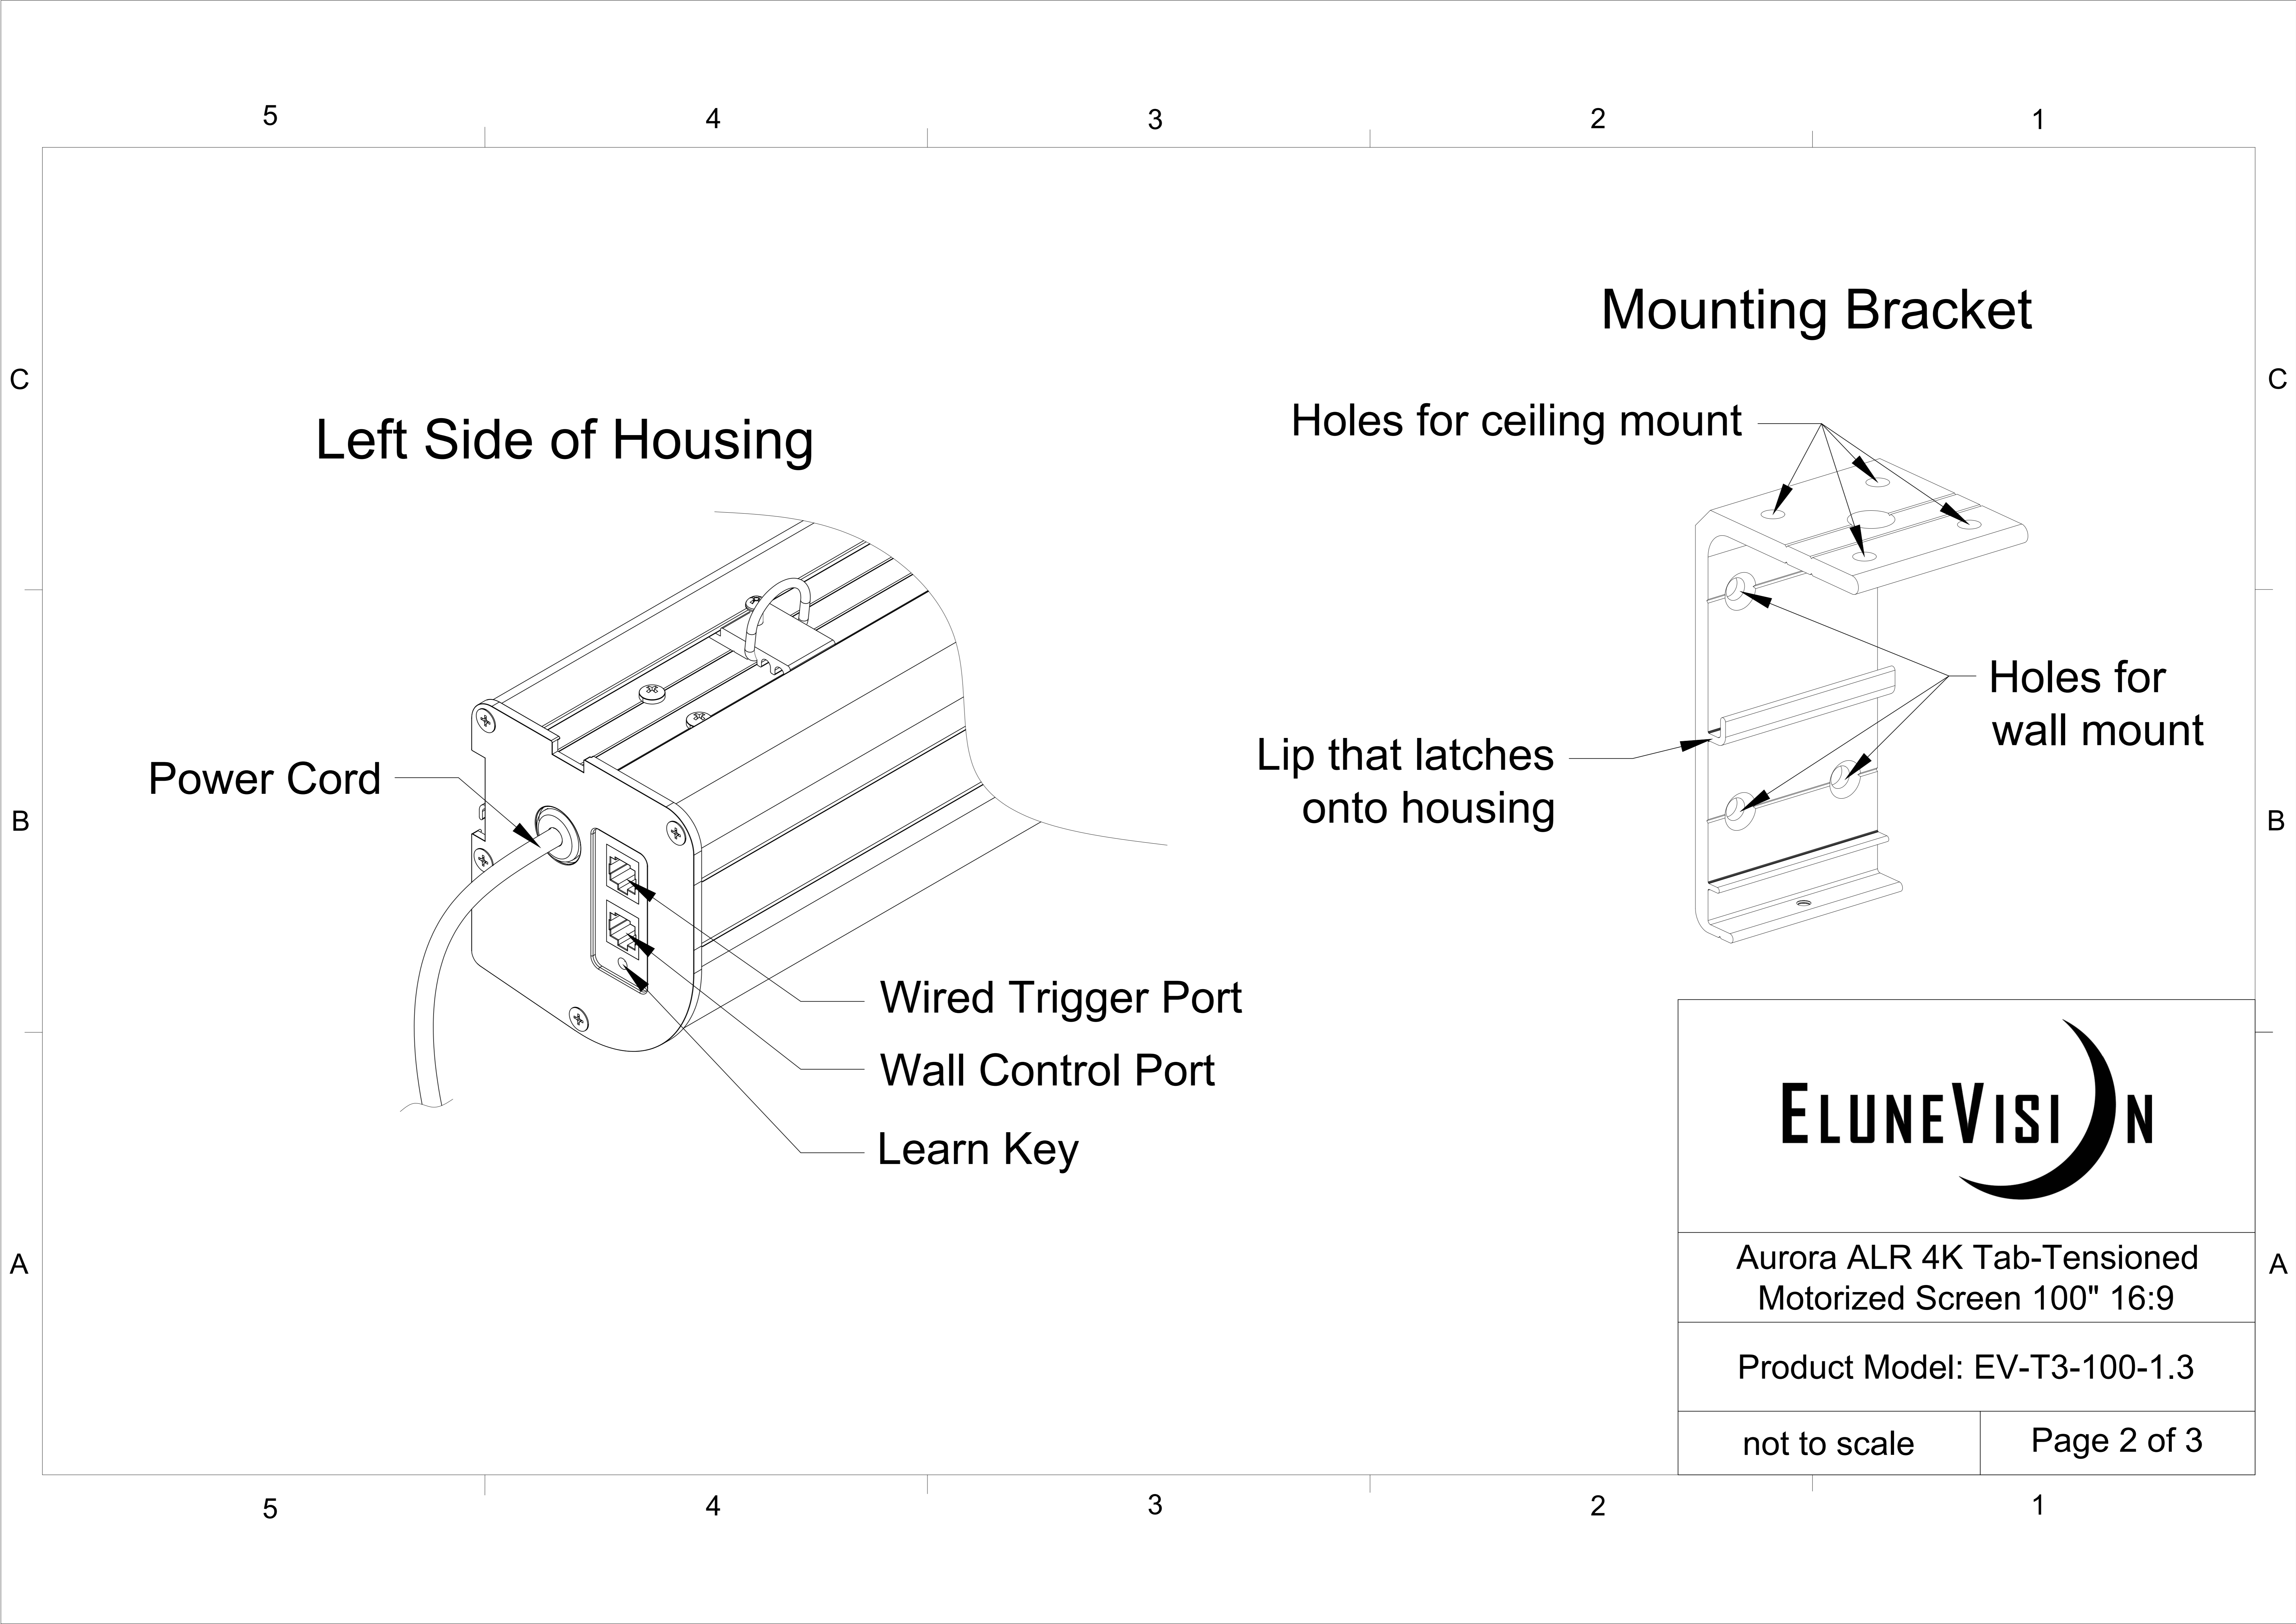 5 4 3 2 1
Mounting Bracket
C C
Holes for ceiling mount
Left Side of Housing
Holes for
wall mount
Lip that latches
onto housing
Power Cord
B B
Wired Trigger Port
Wall Control Port
Learn Key
ELUNEVISION
A A
Aurora ALR 4K Tab-Tensioned
Motorized Screen 100" 16:9
Product Model: EV-T3-100-1.3
not to scale
Page 2 of 3
5 4 3 2 1